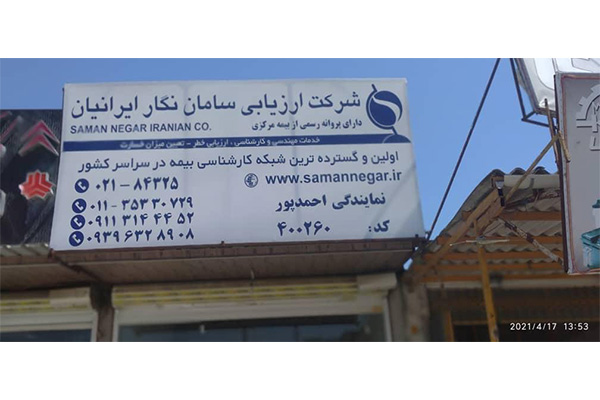 شرکت ارزیابی سامان نگار ایرانیان
SAMAN NEGAR IRANIAN CO.
دارای پروانه رسمی از بیمه مرکزی
خدمات مهندسی و کارشناسی ، ارزیابی خطر - تعیین میزان خسارت
اولین و گسترده ترین شبکه کارشناسی بیمه در سراسر کشور
www.samannegar.ir
۰۲۱ - ۸۴۳۲۵
نمایندگی احمدپور
۰۱۱- ۳۵۳۳۰۷۲۹
کد: ۴۰۰۲۶۰
۰۹۱۱ ۳۱۴ ۴۴ ۵۲
۰۹۳۹ ۶۳۲ ۸۹ ۰۸
2021/4/17 13:53